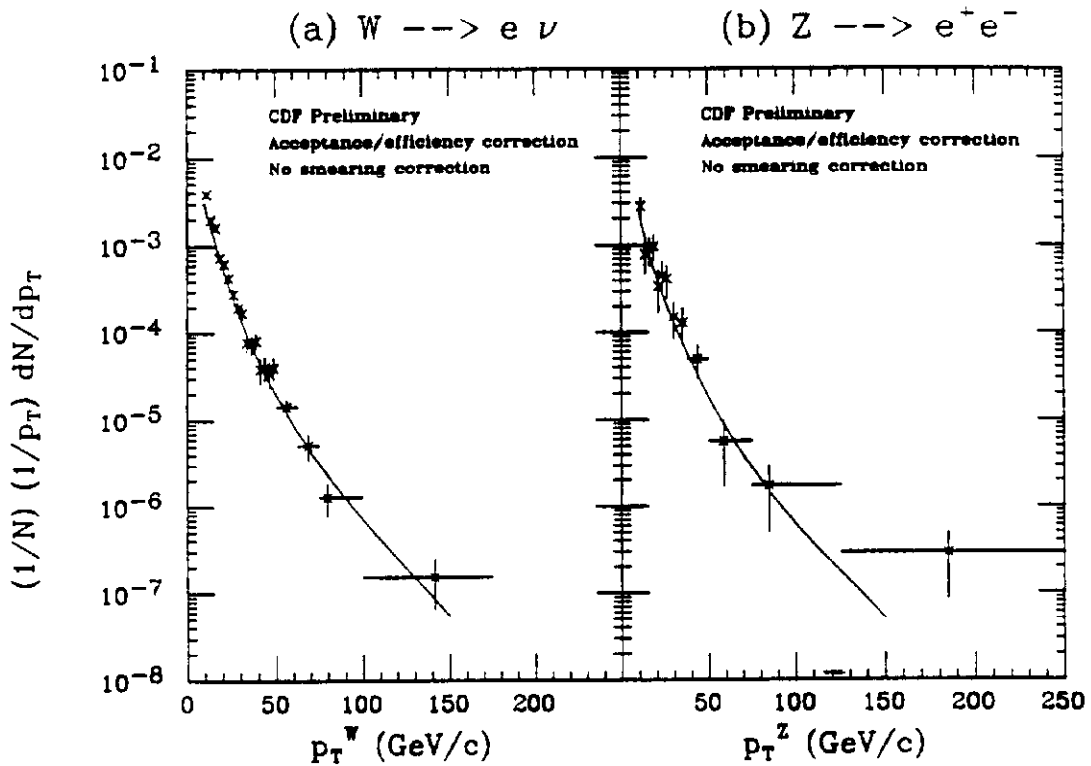 (a) W --> e ν
(b) Z --> e⁺e⁻
(1/N) (1/p_T) dN/dp_T
10⁻¹
10⁻²
10⁻³
10⁻⁴
10⁻⁵
10⁻⁶
10⁻⁷
10⁻⁸
CDF Preliminary
Acceptance/efficiency correction
No smearing correction
CDF Preliminary
Acceptance/efficiency correction
No smearing correction
0 50 100 150 200
50 100 150 200 250
p_T^W (GeV/c)
p_T^Z (GeV/c)